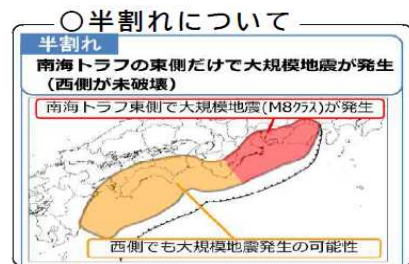 ○半割れについて
半割れ
南海トラフの東側だけで大規模地震が発生
（西側が未破壊）
南海トラフ東側で大規模地震(M8クラス)が発生
西側でも大規模地震発生の可能性